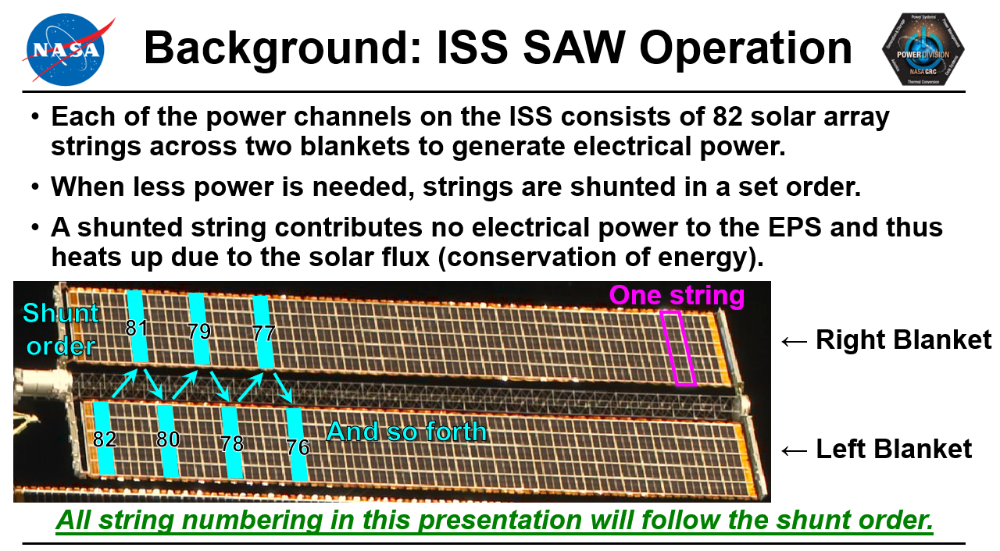 NASA
Background: ISS SAW Operation
Power Systems
POWER DIVISION
NASA GRC
Thermal Conversion
• Each of the power channels on the ISS consists of 82 solar array
strings across two blankets to generate electrical power.
• When less power is needed, strings are shunted in a set order.
• A shunted string contributes no electrical power to the EPS and thus
heats up due to the solar flux (conservation of energy).
One string
Shunt
order
81
79
77
← Right Blanket
82
80
78
76
And so forth
← Left Blanket
All string numbering in this presentation will follow the shunt order.